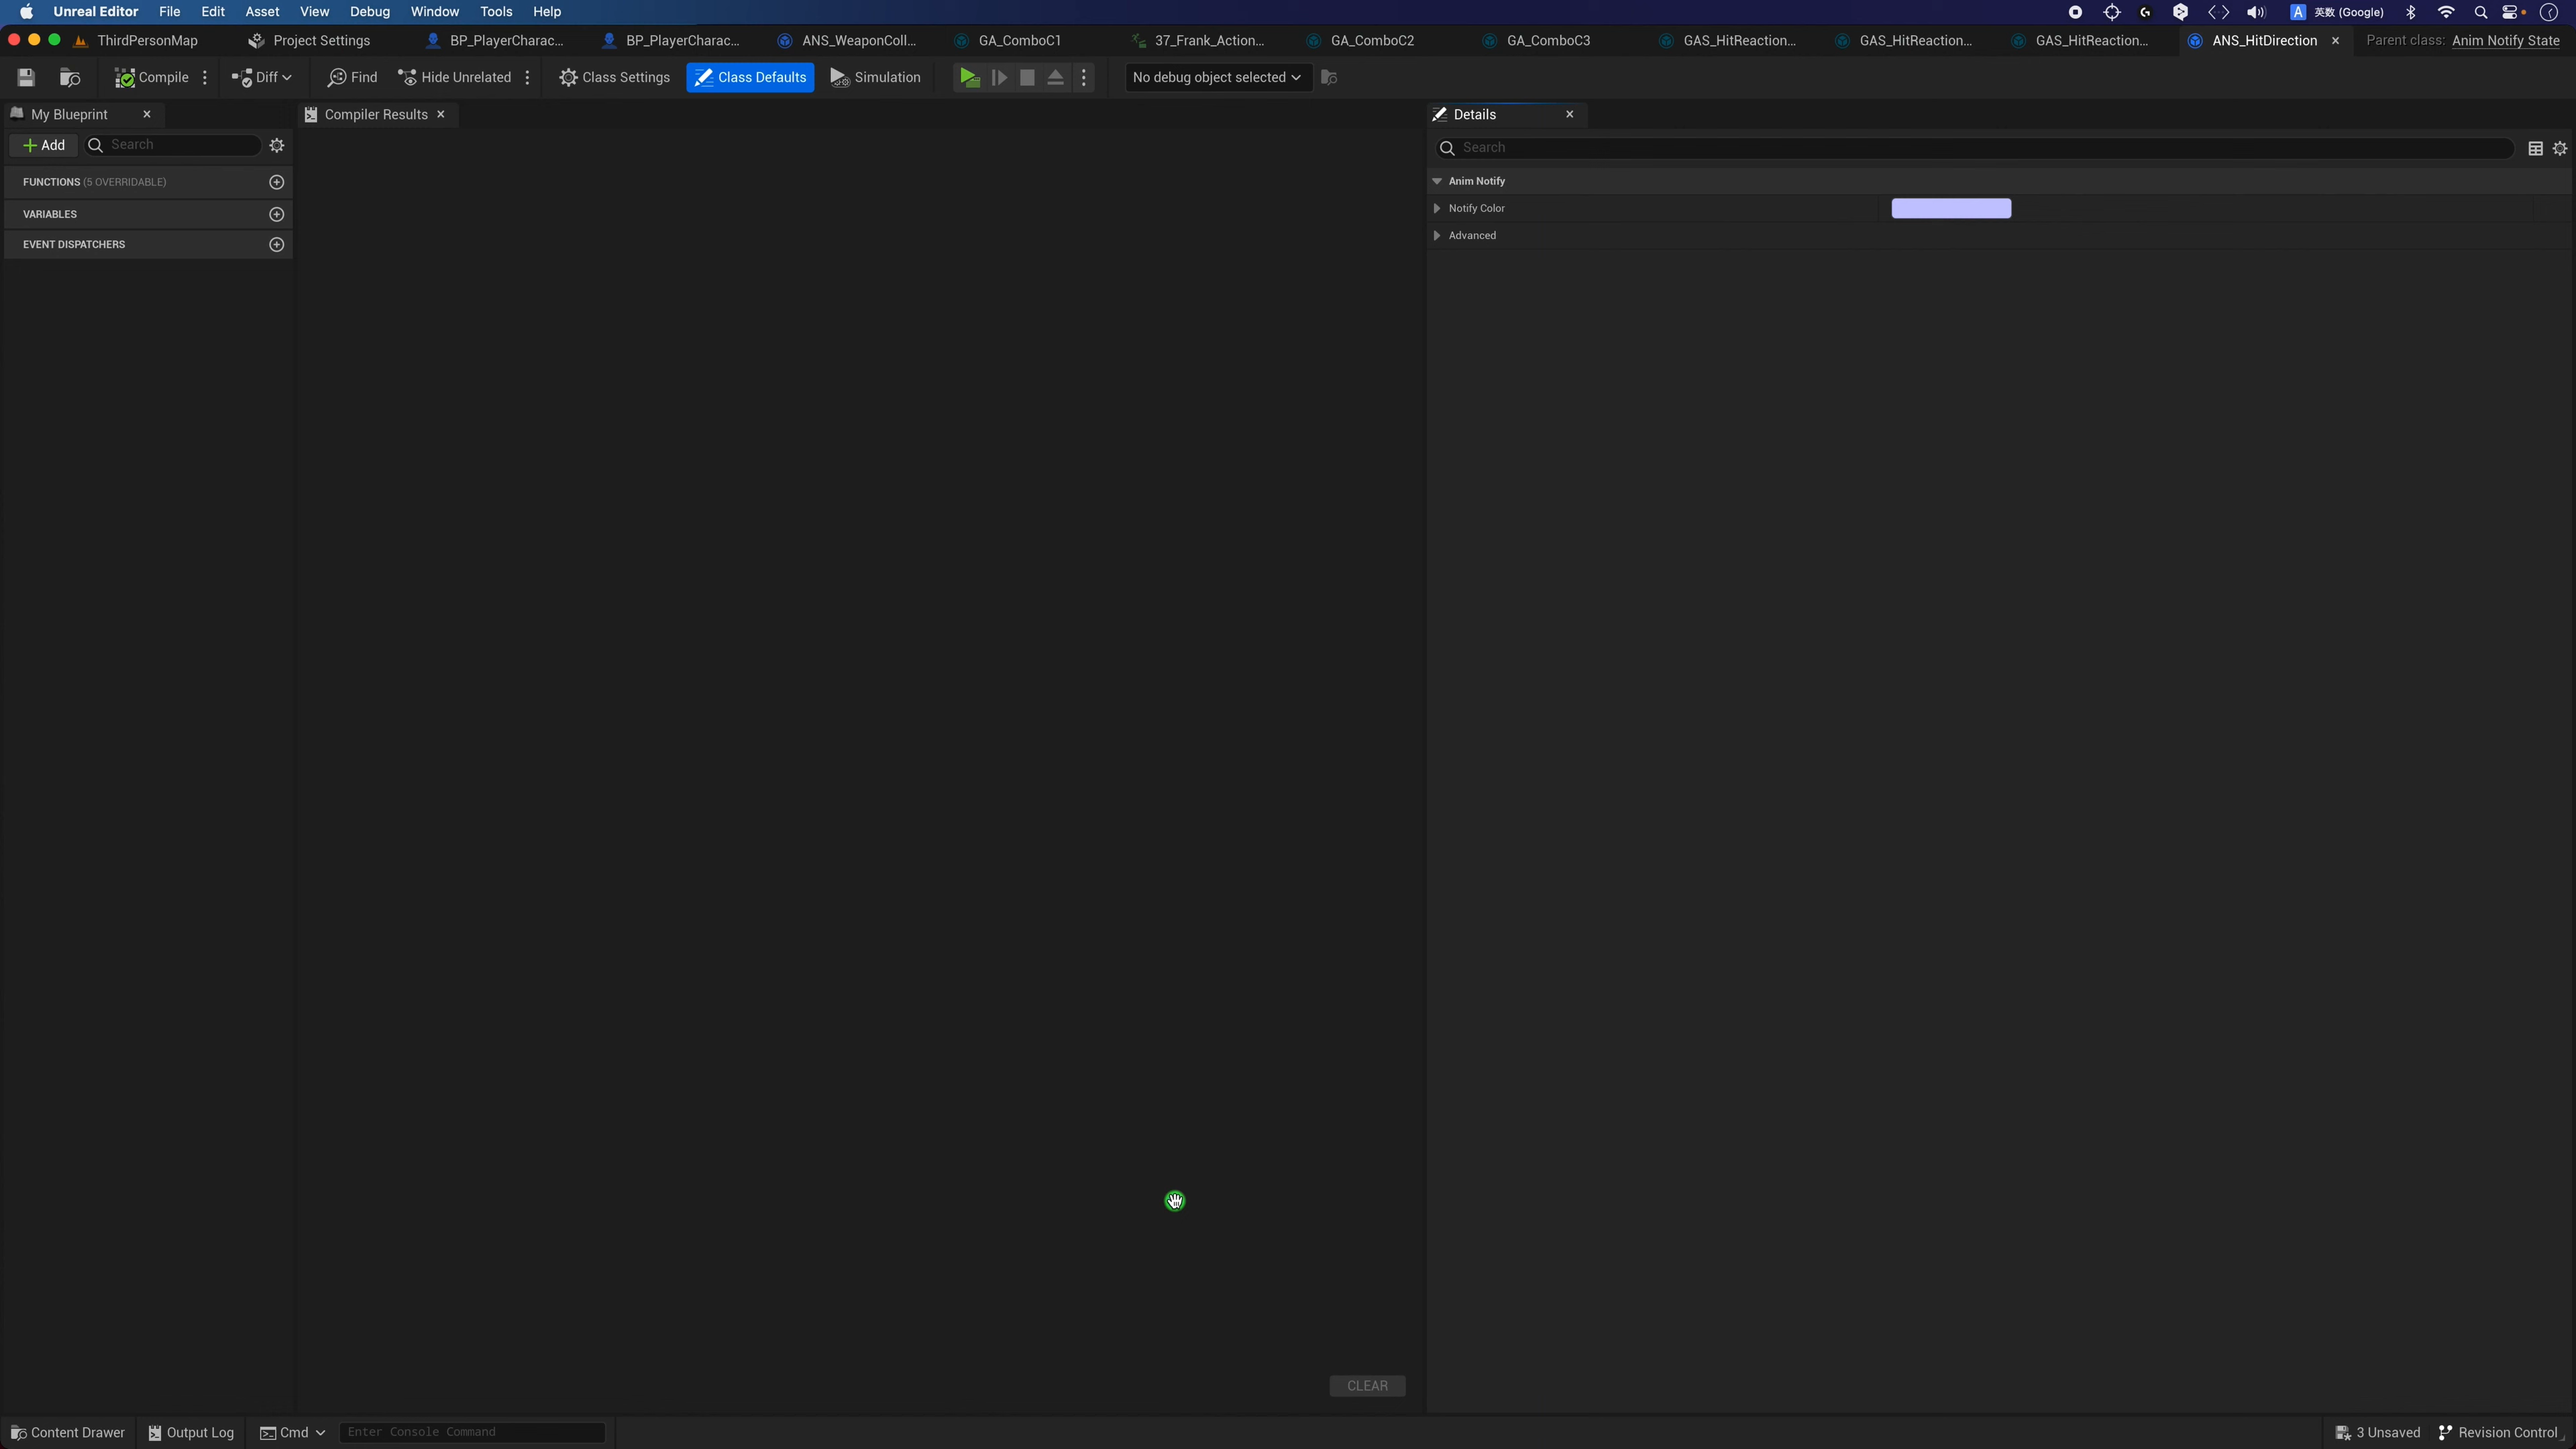 Unreal Editor File Edit Asset View Debug Window Tools Help A 英数 (Google)
ThirdPersonMap Project Settings BP_PlayerCharac... BP_PlayerCharac... ANS_WeaponColl... GA_ComboC1 37_Frank_Action... GA_ComboC2 GA_ComboC3 GAS_HitReaction... GAS_HitReaction... GAS_HitReaction... ANS_HitDirection Parent class: Anim Notify State
Compile Diff Find Hide Unrelated Class Settings Class Defaults Simulation No debug object selected
My Blueprint Compiler Results Details
Add Search
Search
FUNCTIONS (5 OVERRIDABLE)
Anim Notify
VARIABLES
Notify Color
EVENT DISPATCHERS
Advanced
CLEAR
Content Drawer Output Log Cmd Enter Console Command 3 Unsaved Revision Control